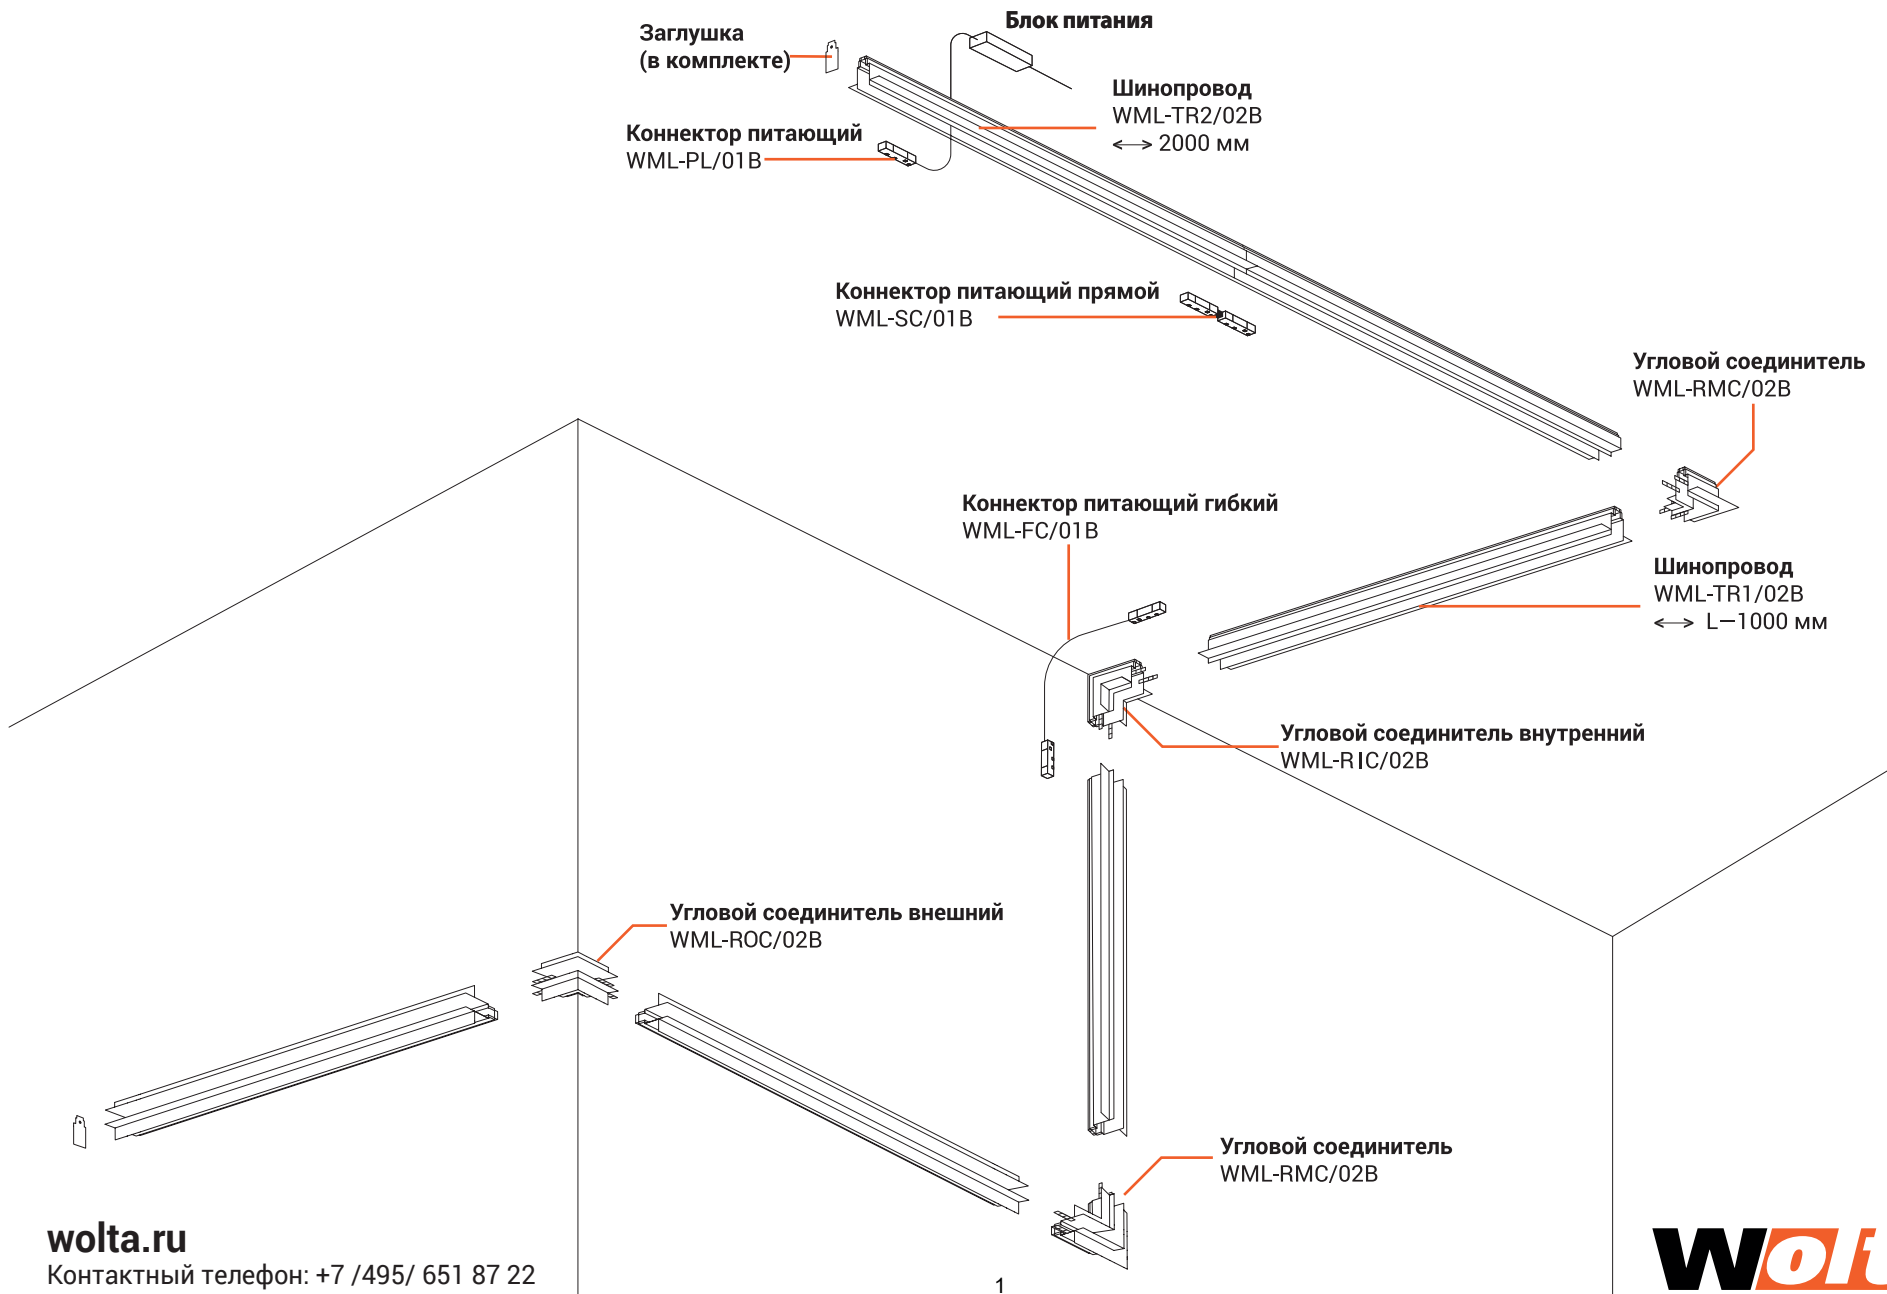 Блок питания
Заглушка
(в комплекте)
Шинопровод
WML-TR2/02B
2000 мм
Коннектор питающий
WML-PL/01B
Коннектор питающий прямой
WML-SC/01B
Угловой соединитель
WML-RMC/02B
Коннектор питающий гибкий
WML-FC/01B
Шинопровод
WML-TR1/02B
L—1000 мм
Угловой соединитель внутренний
WML-RIC/02B
Угловой соединитель внешний
WML-ROC/02B
Угловой соединитель
WML-RMC/02B
wolta.ru
Контактный телефон: +7 /495/ 651 87 22
1
Wolt